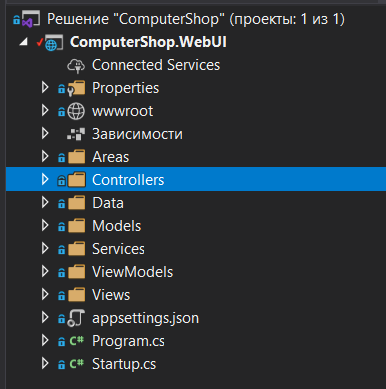 Решение "ComputerShop" (проекты: 1 из 1)
ComputerShop.WebUI
Connected Services
Properties
wwwroot
Зависимости
Areas
Controllers
Data
Models
Services
ViewModels
Views
appsettings.json
C# Program.cs
C# Startup.cs